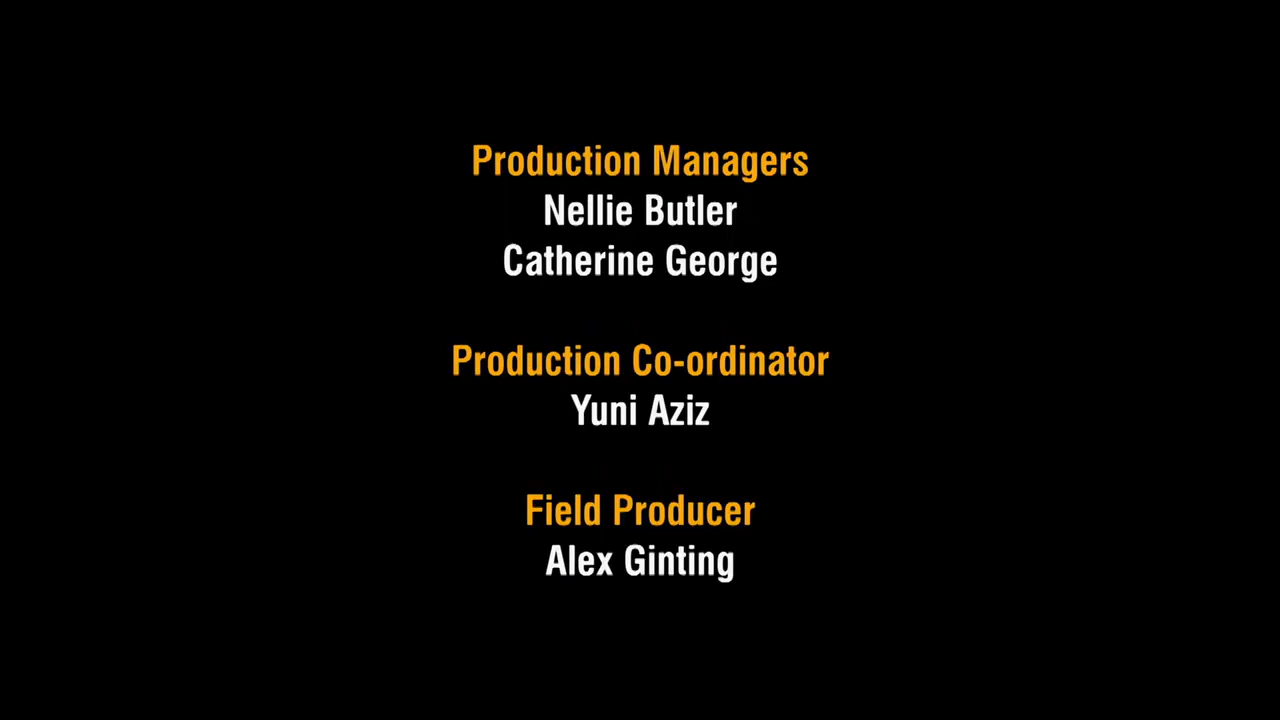 Production Managers
Nellie Butler
Catherine George
Production Co-ordinator
Yuni Aziz
Field Producer
Alex Ginting